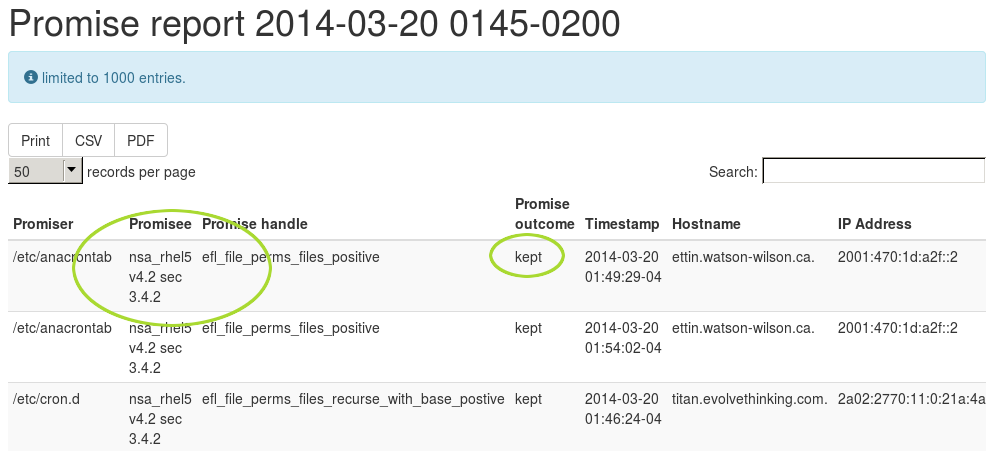 Promise report 2014-03-20 0145-0200
limited to 1000 entries.
Print CSV PDF
50 records per page Search:
Promise
Promiser Promisee Promise handle outcome Timestamp Hostname IP Address
/etc/anacrontab nsa_rhel5 efl_file_perms_files_positive kept 2014-03-20 ettin.watson-wilson.ca. 2001:470:1d:a2f::2
v4.2 sec 01:49:29-04
3.4.2
/etc/anacrontab nsa_rhel5 efl_file_perms_files_positive kept 2014-03-20 ettin.watson-wilson.ca. 2001:470:1d:a2f::2
v4.2 sec 01:54:02-04
3.4.2
/etc/cron.d nsa_rhel5 efl_file_perms_files_recurse_with_base_postive kept 2014-03-20 titan.evolvethinking.com. 2a02:2770:11:0:21a:4a
v4.2 sec 01:46:24-04
3.4.2